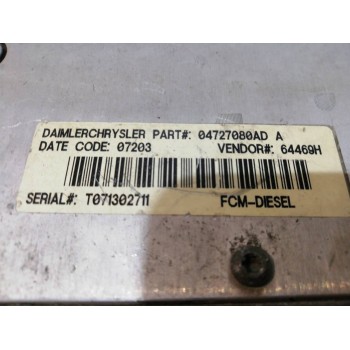 DAIMLERCHRYSLER PART#: 04727080AD A
DATE CODE: 07203 VENDOR#: 64469H
SERIAL#: T071302711 FCM-DIESEL